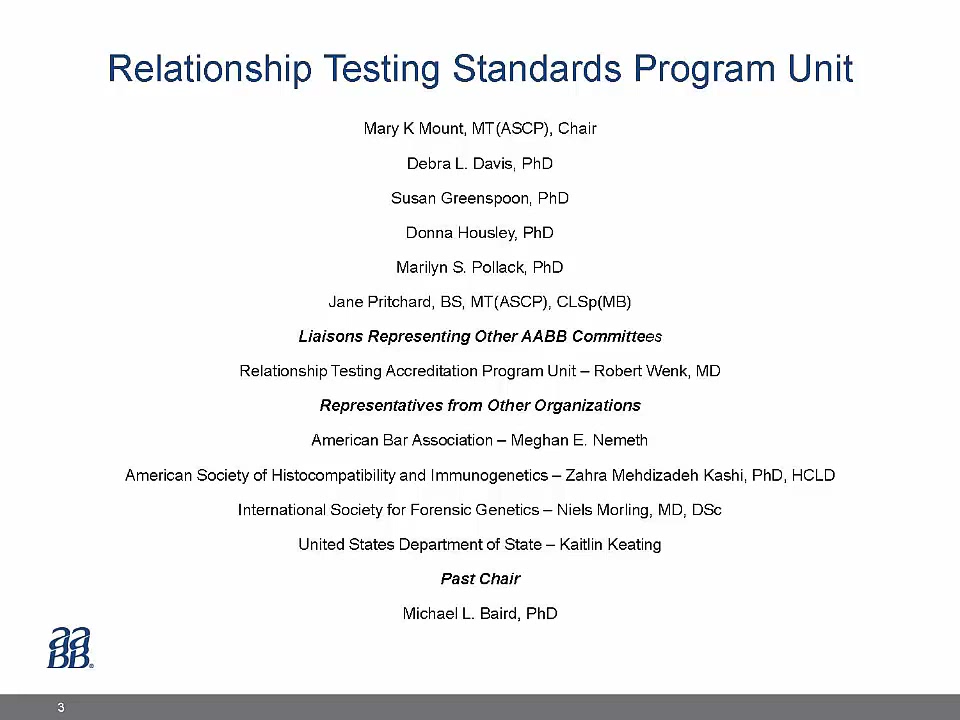 Relationship Testing Standards Program Unit
Mary K Mount, MT(ASCP), Chair
Debra L. Davis, PhD
Susan Greenspoon, PhD
Donna Housley, PhD
Marilyn S. Pollack, PhD
Jane Pritchard, BS, MT(ASCP), CLSp(MB)
Liaisons Representing Other AABB Committees
Relationship Testing Accreditation Program Unit – Robert Wenk, MD
Representatives from Other Organizations
American Bar Association – Meghan E. Nemeth
American Society of Histocompatibility and Immunogenetics – Zahra Mehdizadeh Kashi, PhD, HCLD
International Society for Forensic Genetics – Niels Morling, MD, DSc
United States Department of State – Kaitlin Keating
Past Chair
Michael L. Baird, PhD
aa
BB®
3